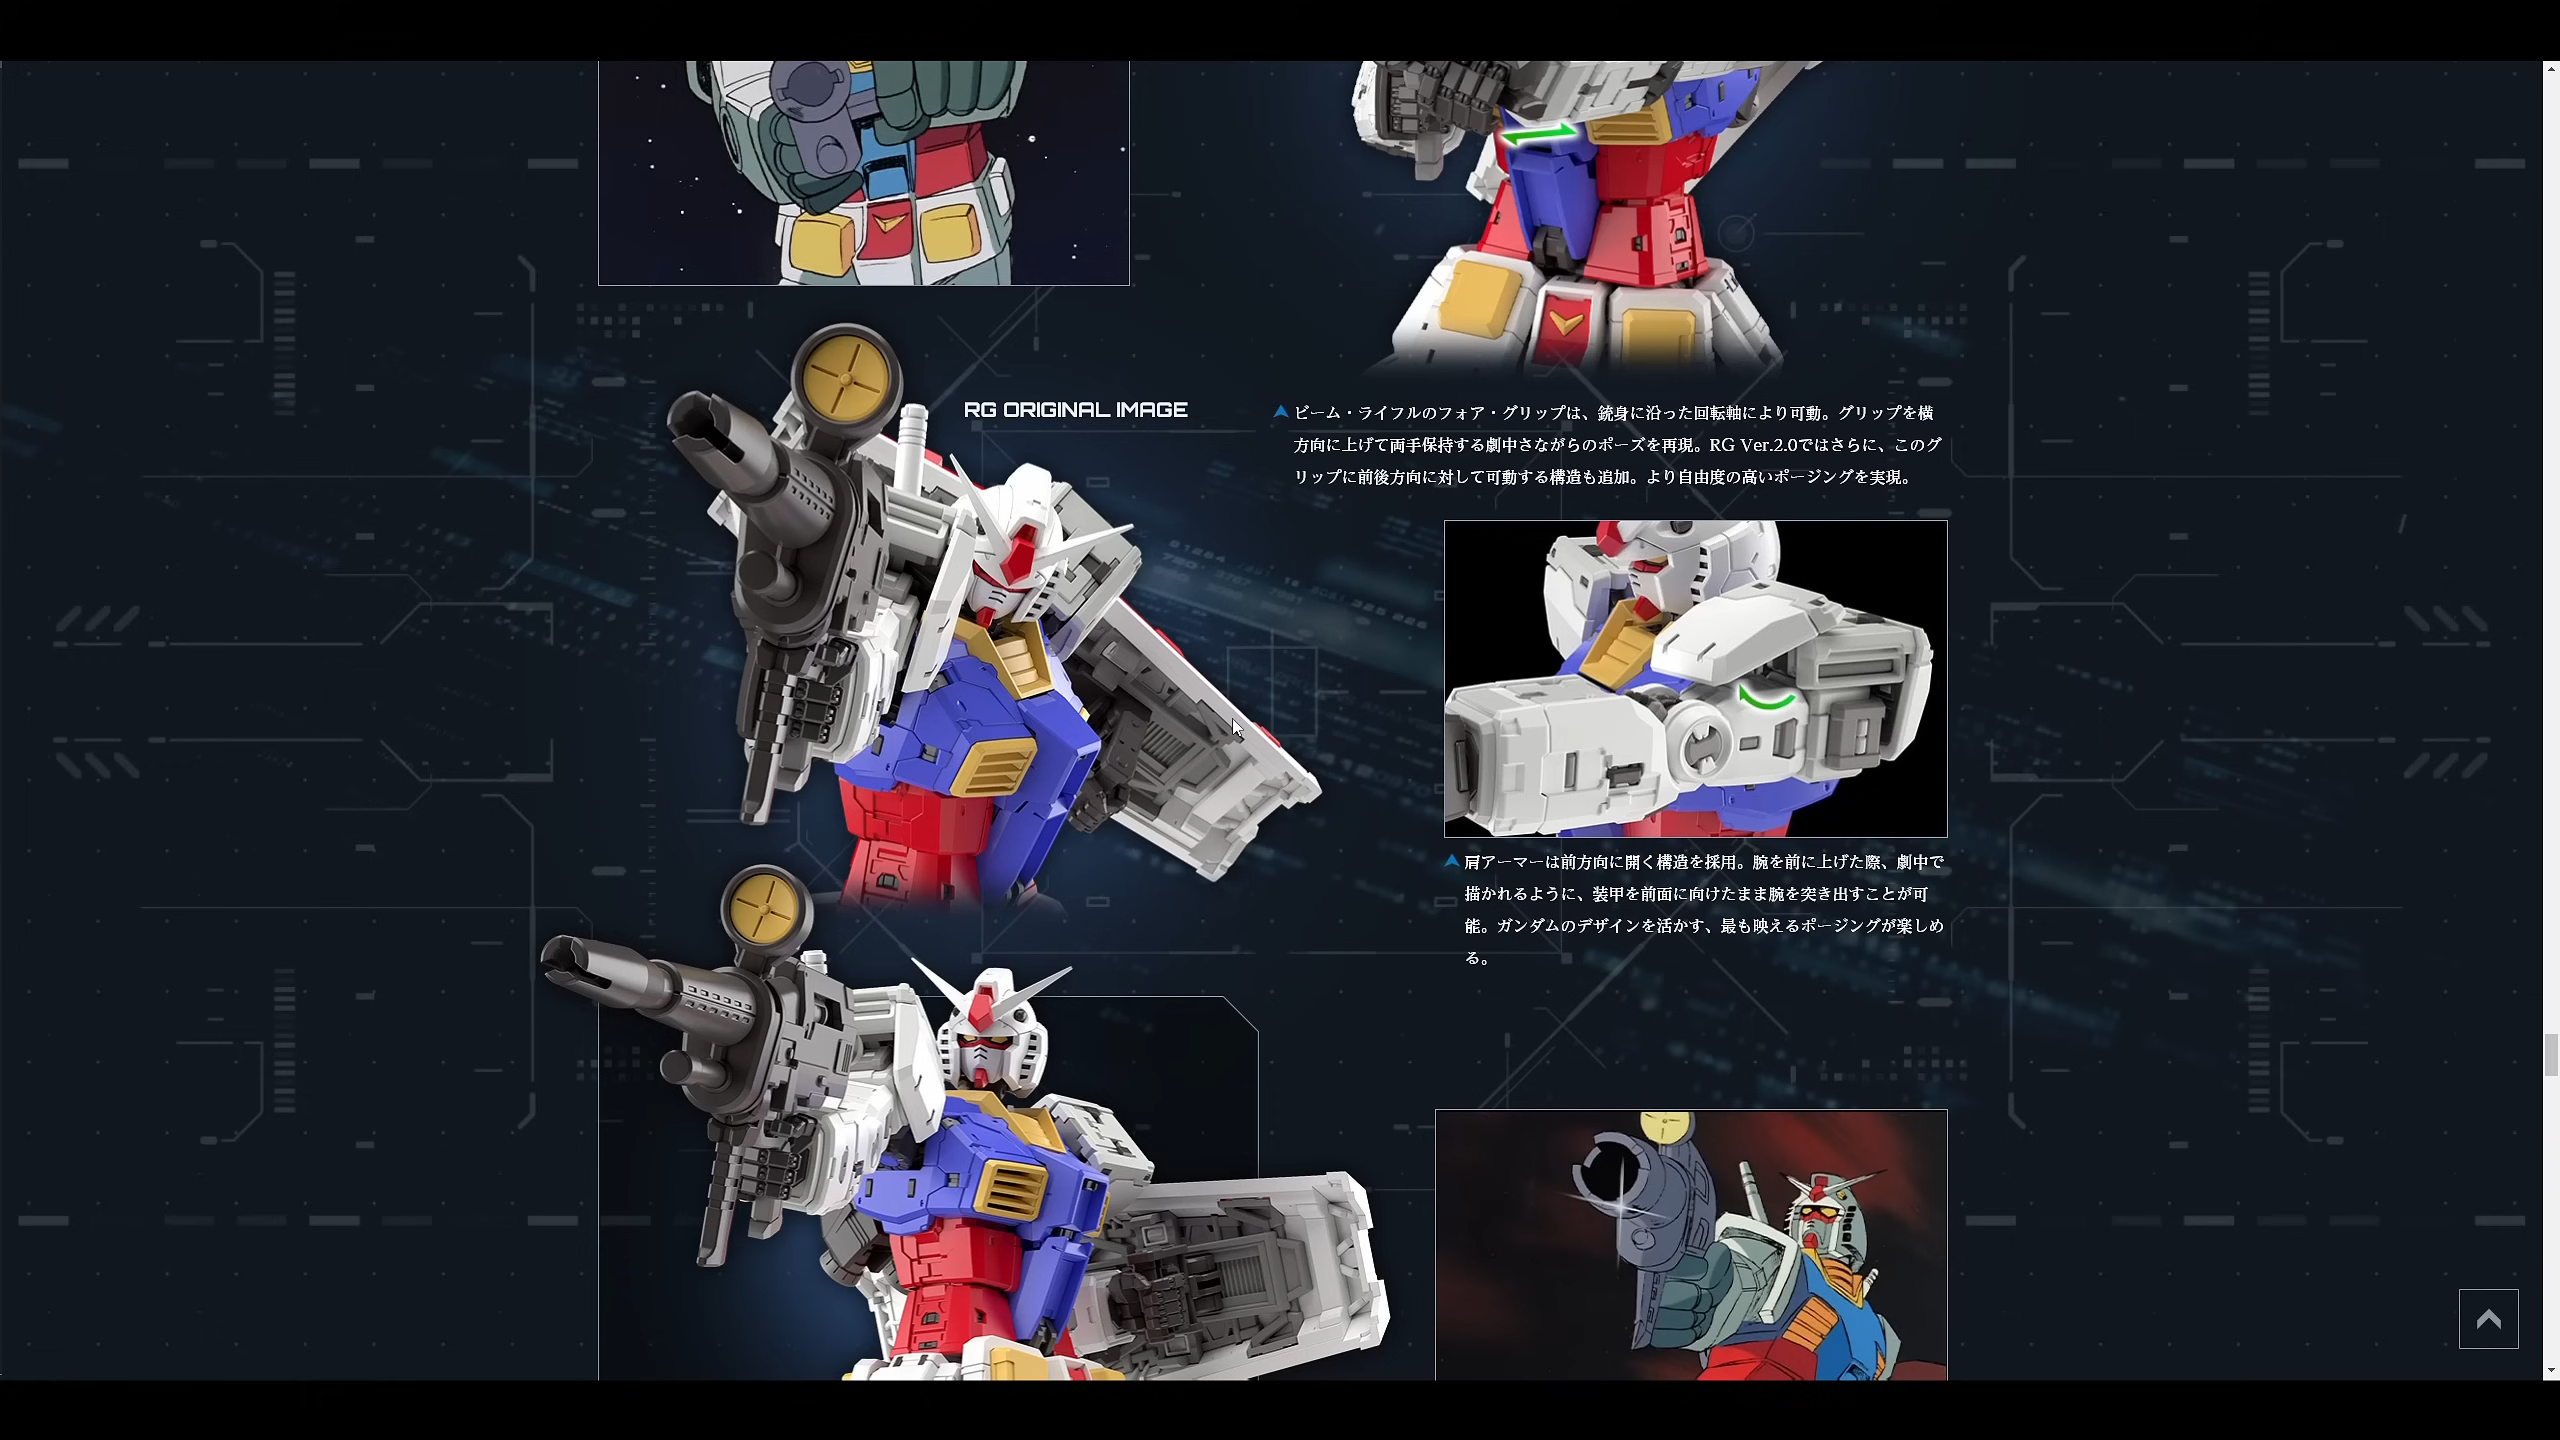 RG ORIGINAL IMAGE
ビーム・ライフルのフォア・グリップは、銃身に沿った回転軸により可動。グリップを横
方向に上げて両手保持する劇中さながらのポーズを再現。RG Ver.2.0ではさらに、このグ
リップに前後方向に対して可動する構造も追加。より自由度の高いポージングを実現。
肩アーマーは前方向に開く構造を採用。腕を前に上げた際、劇中で
描かれるように、装甲を前面に向けたまま腕を突き出すことが可
能。ガンダムのデザインを活かす、最も映えるポージングが楽しめ
る。